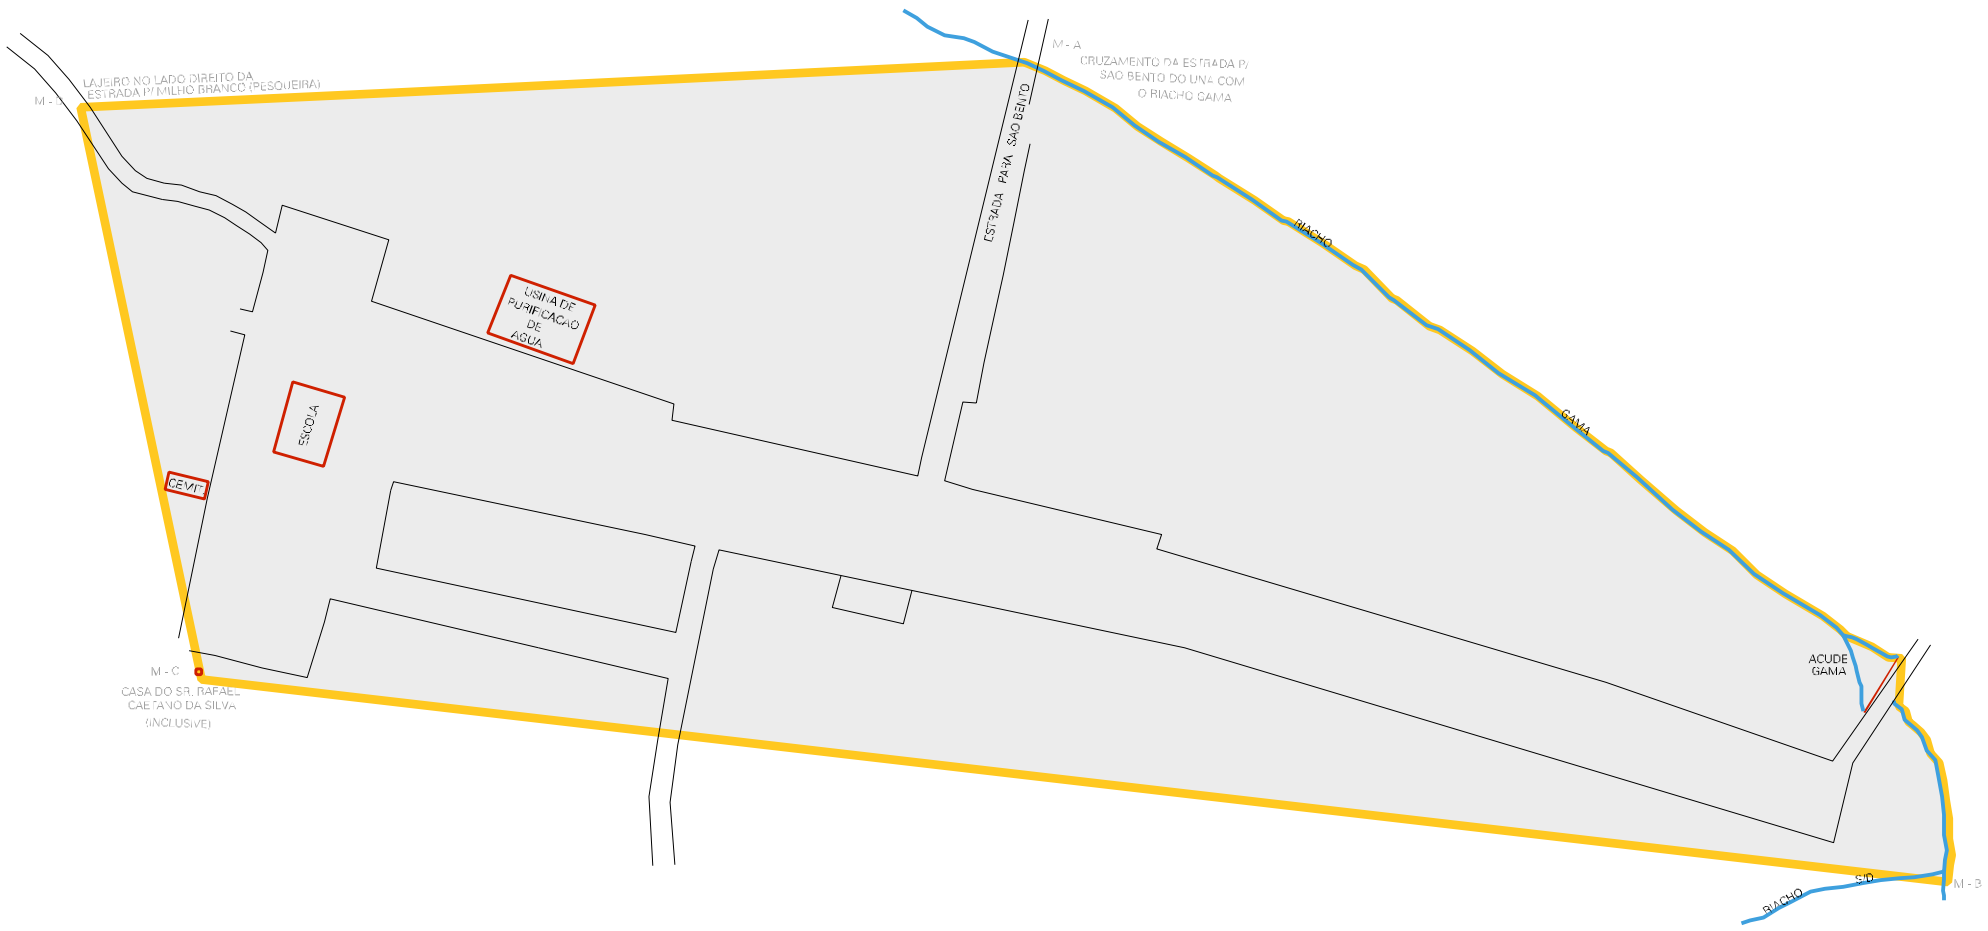 M - A
CRUZAMENTO DA ESTRADA P/
SAO BENTO DO UNA COM
O RIACHO GAMA
LAJEIRO NO LADO DIREITO DA
ESTRADA P/ MILHO BRANCO (PESQUEIRA)
M - D
ESTRADA PARA SAO BENTO
RIACHO
USINA DE
PURIFICACAO
DE
AGUA
ESCOLA
GAMA
CEMIT.
ACUDE
GAMA
M - C
CASA DO SR. RAFAEL
CAETANO DA SILVA
(INCLUSIVE)
RIACHO S/D
M - B